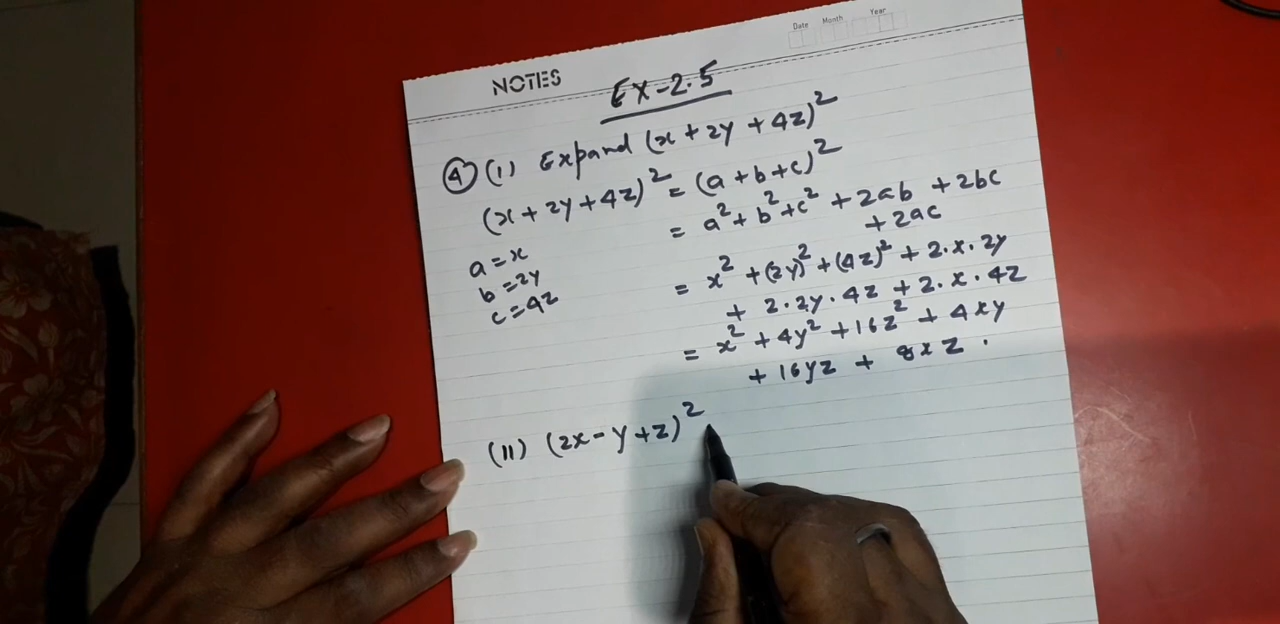 Date Month Year
NOTES
EX-2.5
④ (i) Expand (x + 2y + 4z)²
(x + 2y + 4z)² = (a + b + c)²
= a² + b² + c² + 2ab + 2bc
+ 2ac
a = x
b = 2y
c = 4z
= x² + (2y)² + (4z)² + 2·x·2y
+ 2·2y·4z + 2·x·4z
= x² + 4y² + 16z² + 4xy
+ 16yz + 8xz.
(ii) (2x - y + z)²